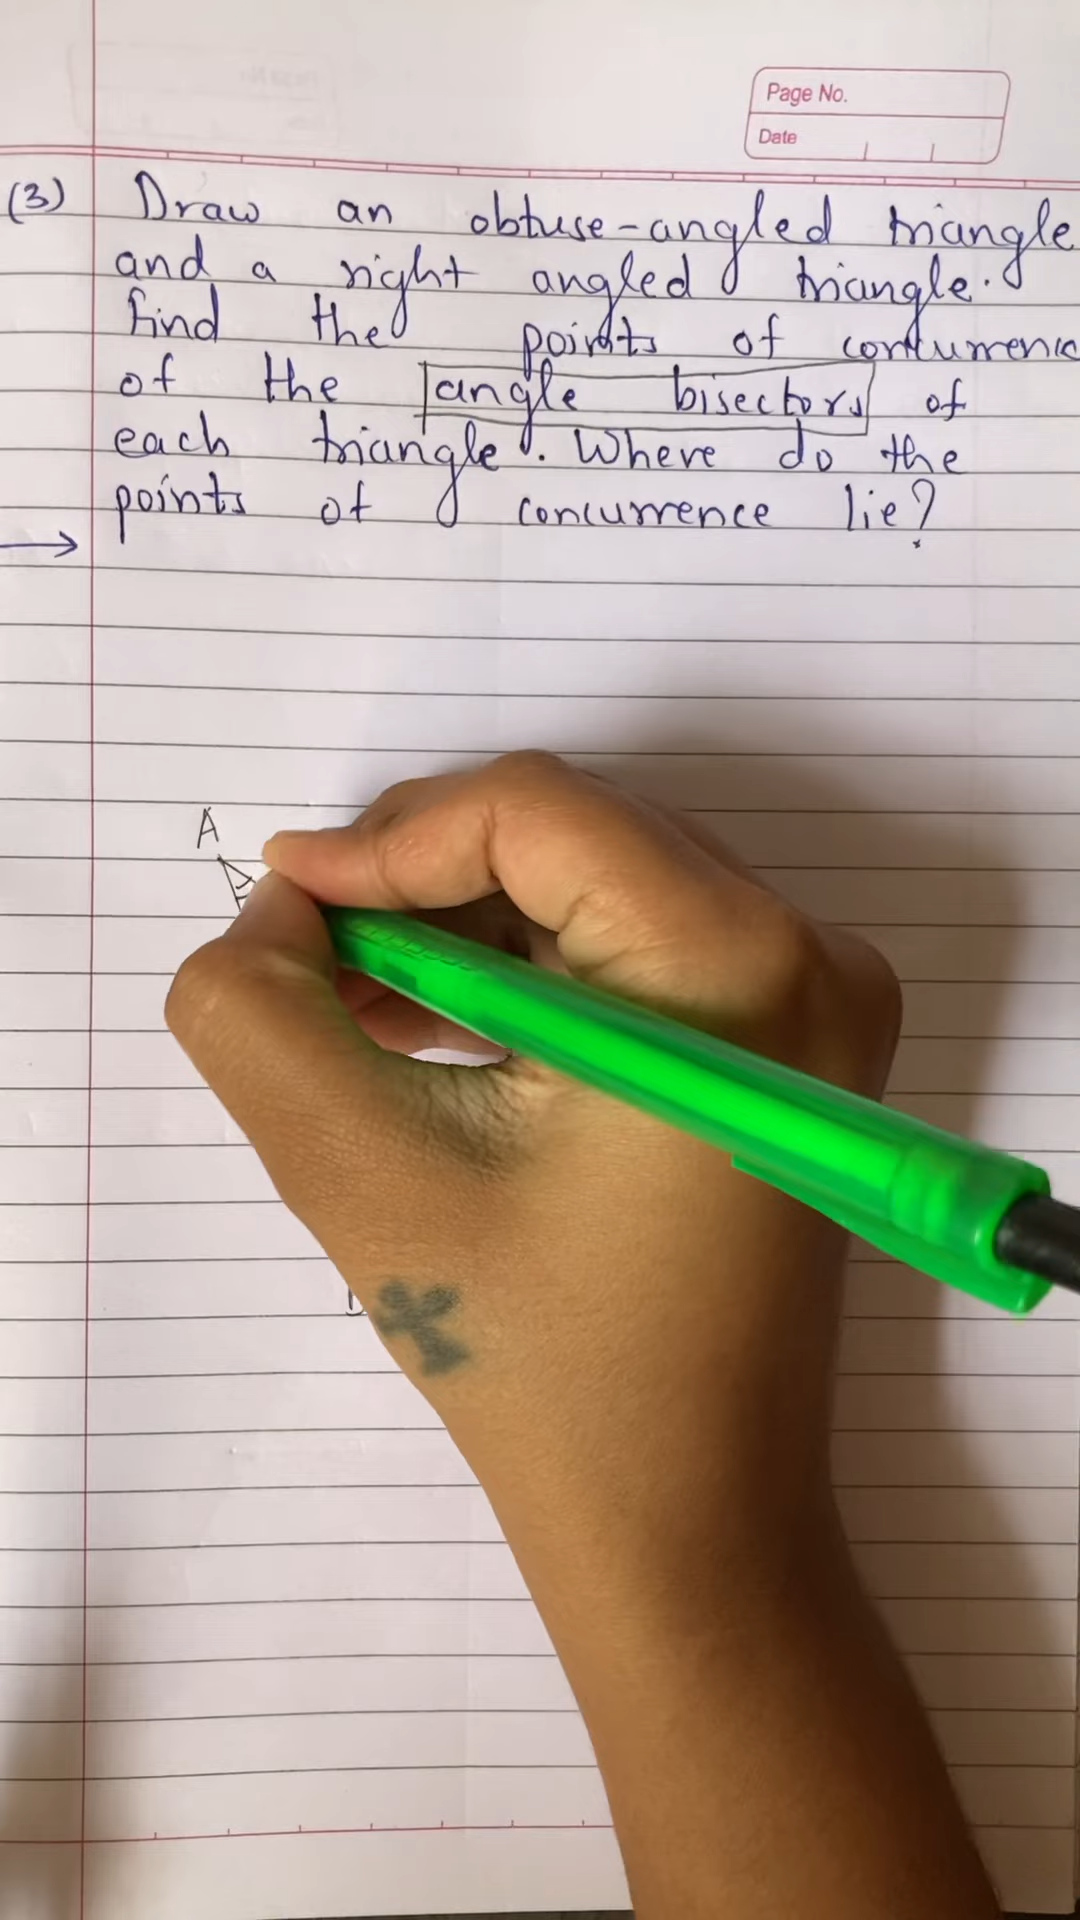 Page No.
Date
(3) Draw an obtuse-angled triangle
and a right angled triangle.
find the points of concurrenc
of the angle bisectors of
each triangle. Where do the
points of concurrence lie?
A